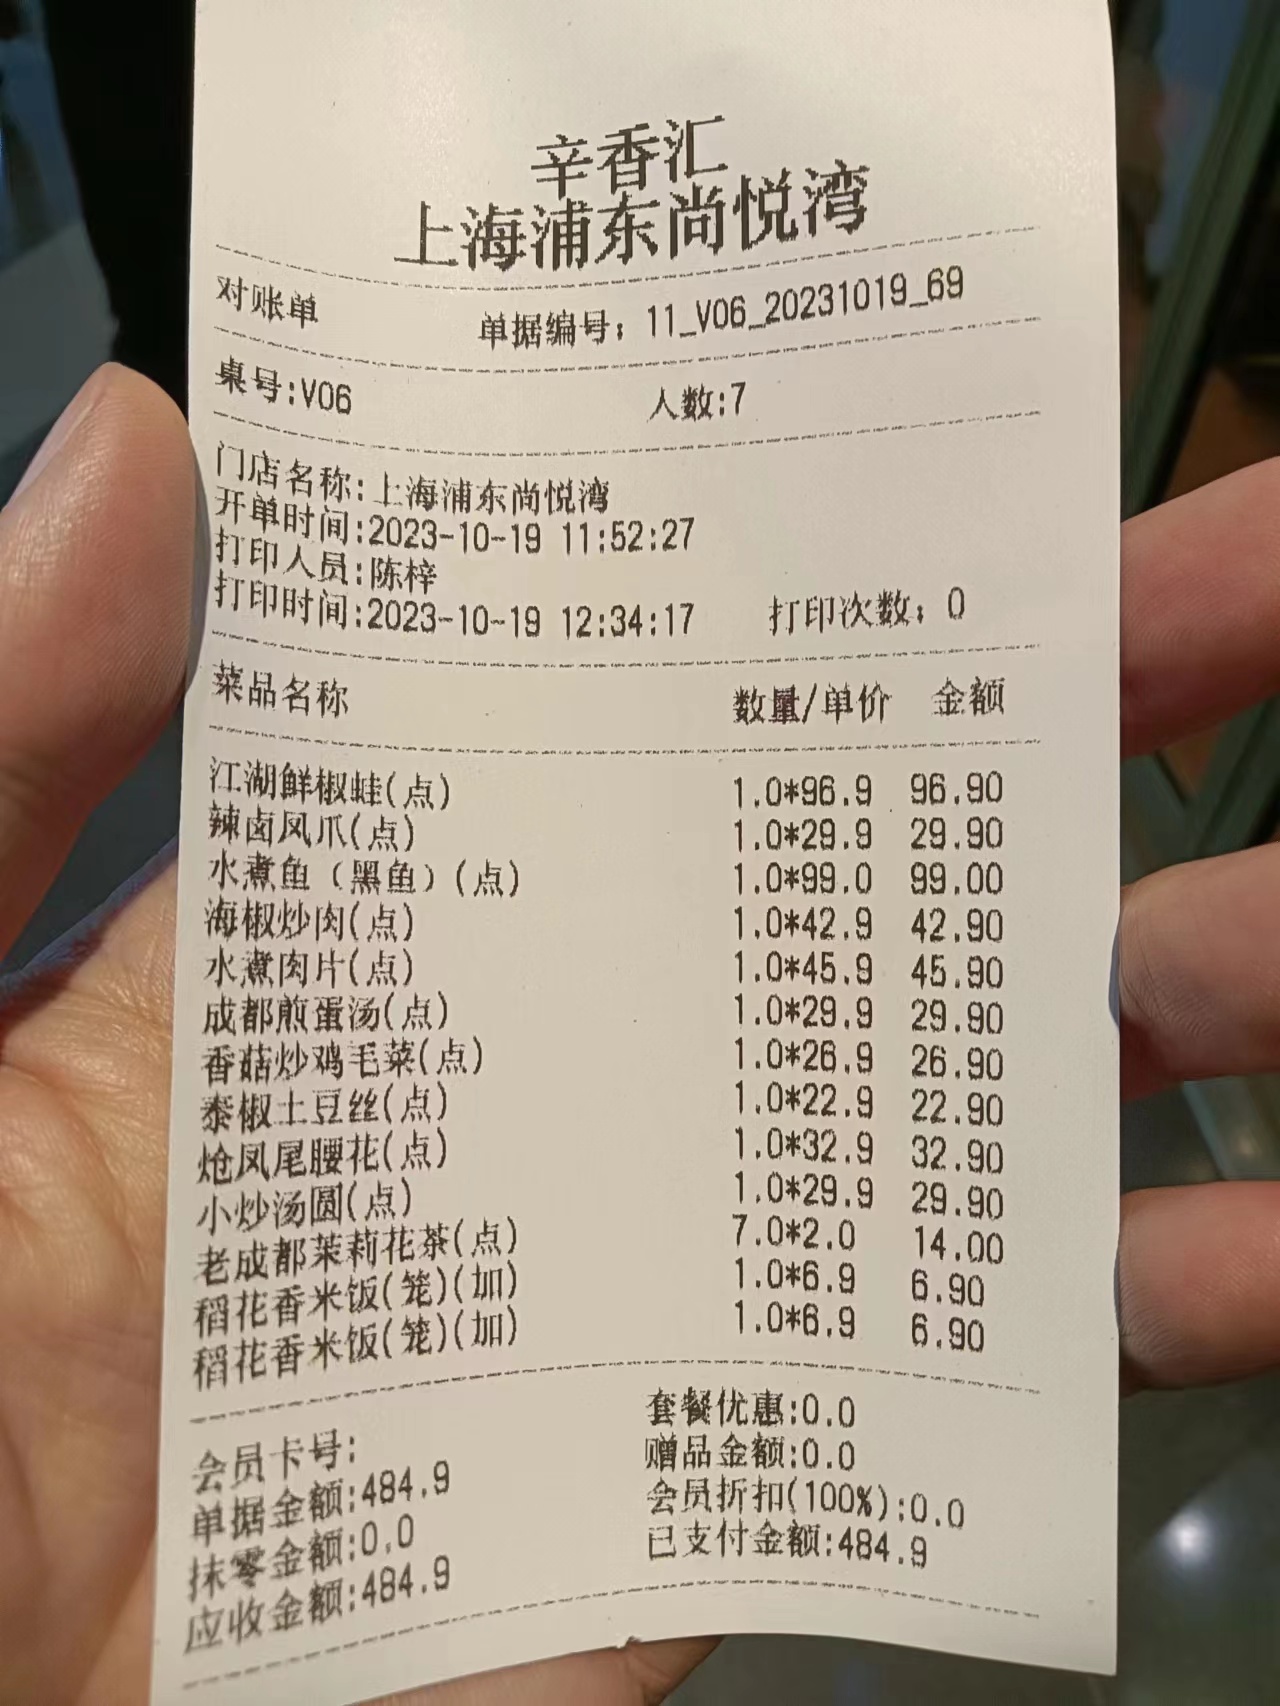 辛香汇
上海浦东尚悦湾
对账单 单据编号：11_V06_20231019_69
桌号:V06 人数:7
门店名称:上海浦东尚悦湾
开单时间:2023-10-19 11:52:27
打印人员:陈梓
打印时间:2023-10-19 12:34:17 打印次数：0
菜品名称 数量/单价 金额
江湖鲜椒蛙(点) 1.0*96.9 96.90
辣卤凤爪(点) 1.0*29.9 29.90
水煮鱼（黑鱼）(点) 1.0*99.0 99.00
海椒炒肉(点) 1.0*42.9 42.90
水煮肉片(点) 1.0*45.9 45.90
成都煎蛋汤(点) 1.0*29.9 29.90
香菇炒鸡毛菜(点) 1.0*26.9 26.90
泰椒土豆丝(点) 1.0*22.9 22.90
炝凤尾腰花(点) 1.0*32.9 32.90
小炒汤圆(点) 1.0*29.9 29.90
老成都茉莉花茶(点) 7.0*2.0 14.00
稻花香米饭(笼)(加) 1.0*6.9 6.90
稻花香米饭(笼)(加) 1.0*6.9 6.90
会员卡号: 套餐优惠:0.0
单据金额:484.9 赠品金额:0.0
抹零金额:0.0 会员折扣(100%):0.0
应收金额:484.9 已支付金额:484.9